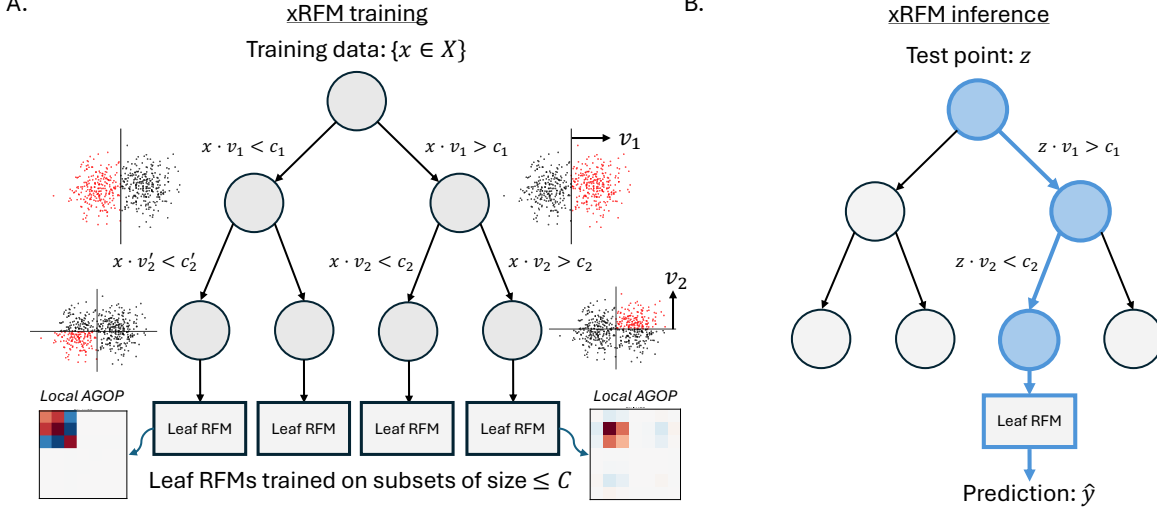 A.
xRFM training
Training data: {x ∈ X}
x · v₁ < c₁
x · v₁ > c₁
v₁
x · v₂′ < c₂′
x · v₂ < c₂
x · v₂ > c₂
v₂
Local AGOP
Leaf RFM
Leaf RFM
Leaf RFM
Leaf RFM
Local AGOP
Leaf RFMs trained on subsets of size ≤ C
B.
xRFM inference
Test point: z
z · v₁ > c₁
z · v₂ < c₂
Leaf RFM
Prediction: ŷ